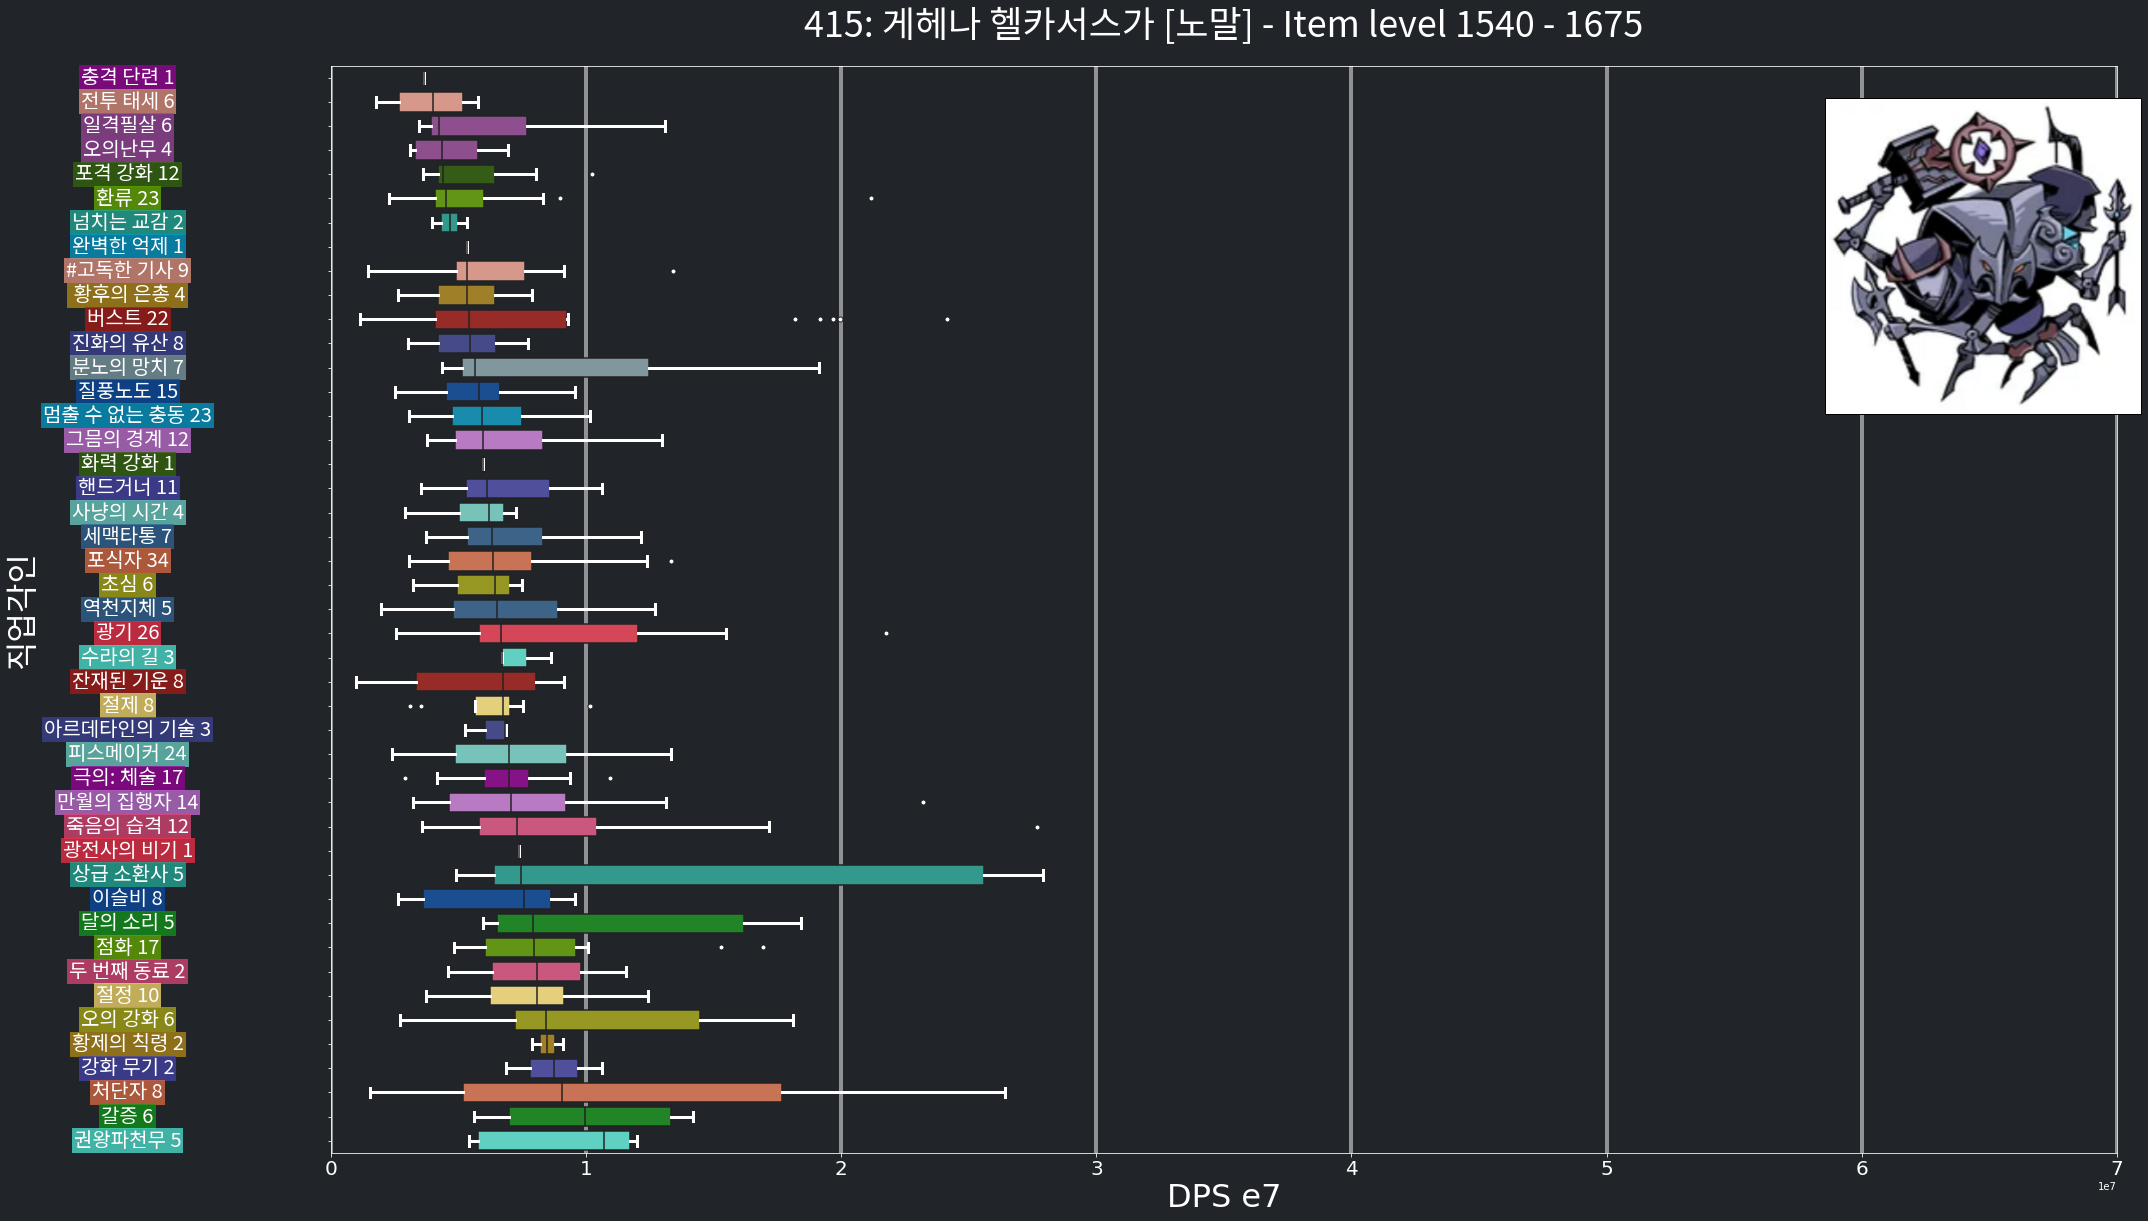 415: 게헤나 헬카서스가 [노말] - Item level 1540 - 1675
직업각인
충격 단련 1
전투 태세 6
일격필살 6
오의난무 4
포격 강화 12
환류 23
넘치는 교감 2
완벽한 억제 1
#고독한 기사 9
황후의 은총 4
버스트 22
진화의 유산 8
분노의 망치 7
질풍노도 15
멈출 수 없는 충동 23
그믐의 경계 12
화력 강화 1
핸드거너 11
사냥의 시간 4
세맥타통 7
포식자 34
초심 6
역천지체 5
광기 26
수라의 길 3
잔재된 기운 8
절제 8
아르데타인의 기술 3
피스메이커 24
극의: 체술 17
만월의 집행자 14
죽음의 습격 12
광전사의 비기 1
상급 소환사 5
이슬비 8
달의 소리 5
점화 17
두 번째 동료 2
절정 10
오의 강화 6
황제의 칙령 2
강화 무기 2
처단자 8
갈증 6
권왕파천무 5
0 1 2 3 4 5 6 7
1e7
DPS e7